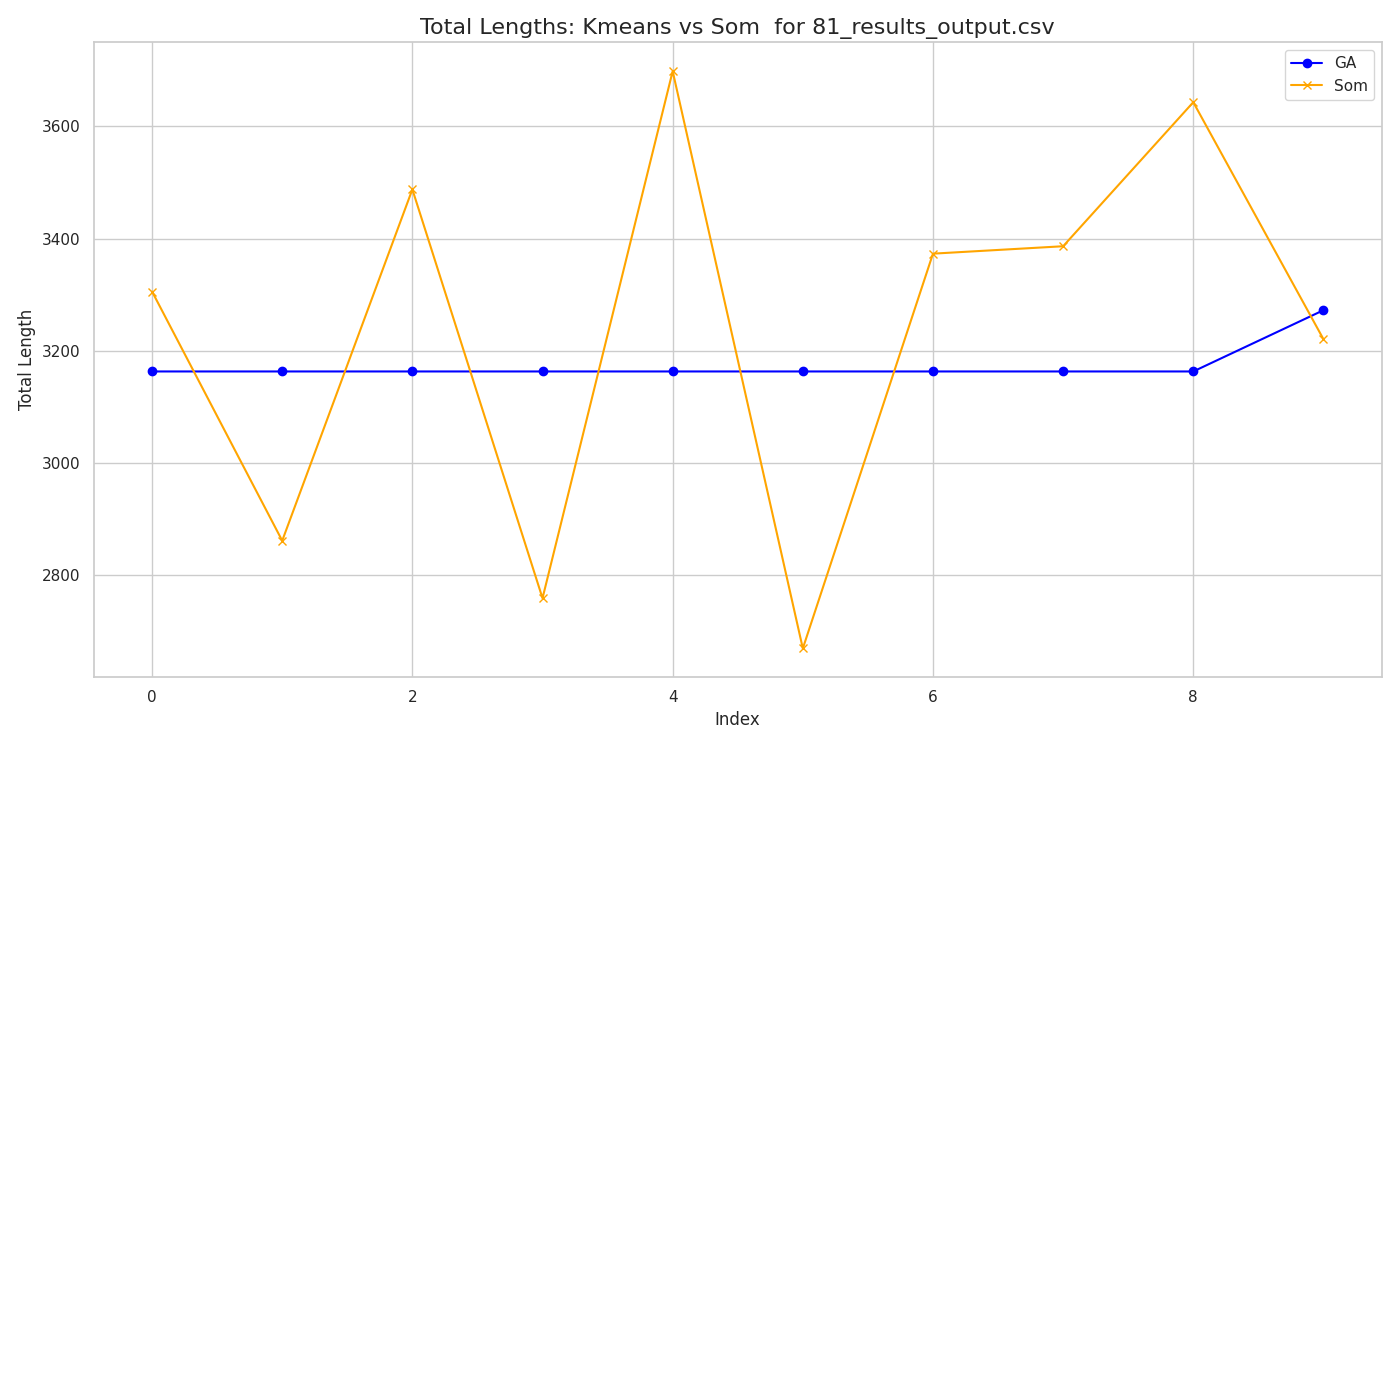 Total Lengths: Kmeans vs Som  for 81_results_output.csv
GA
Som
Total Length
3600
3400
3200
3000
2800
0 2 4 6 8
Index